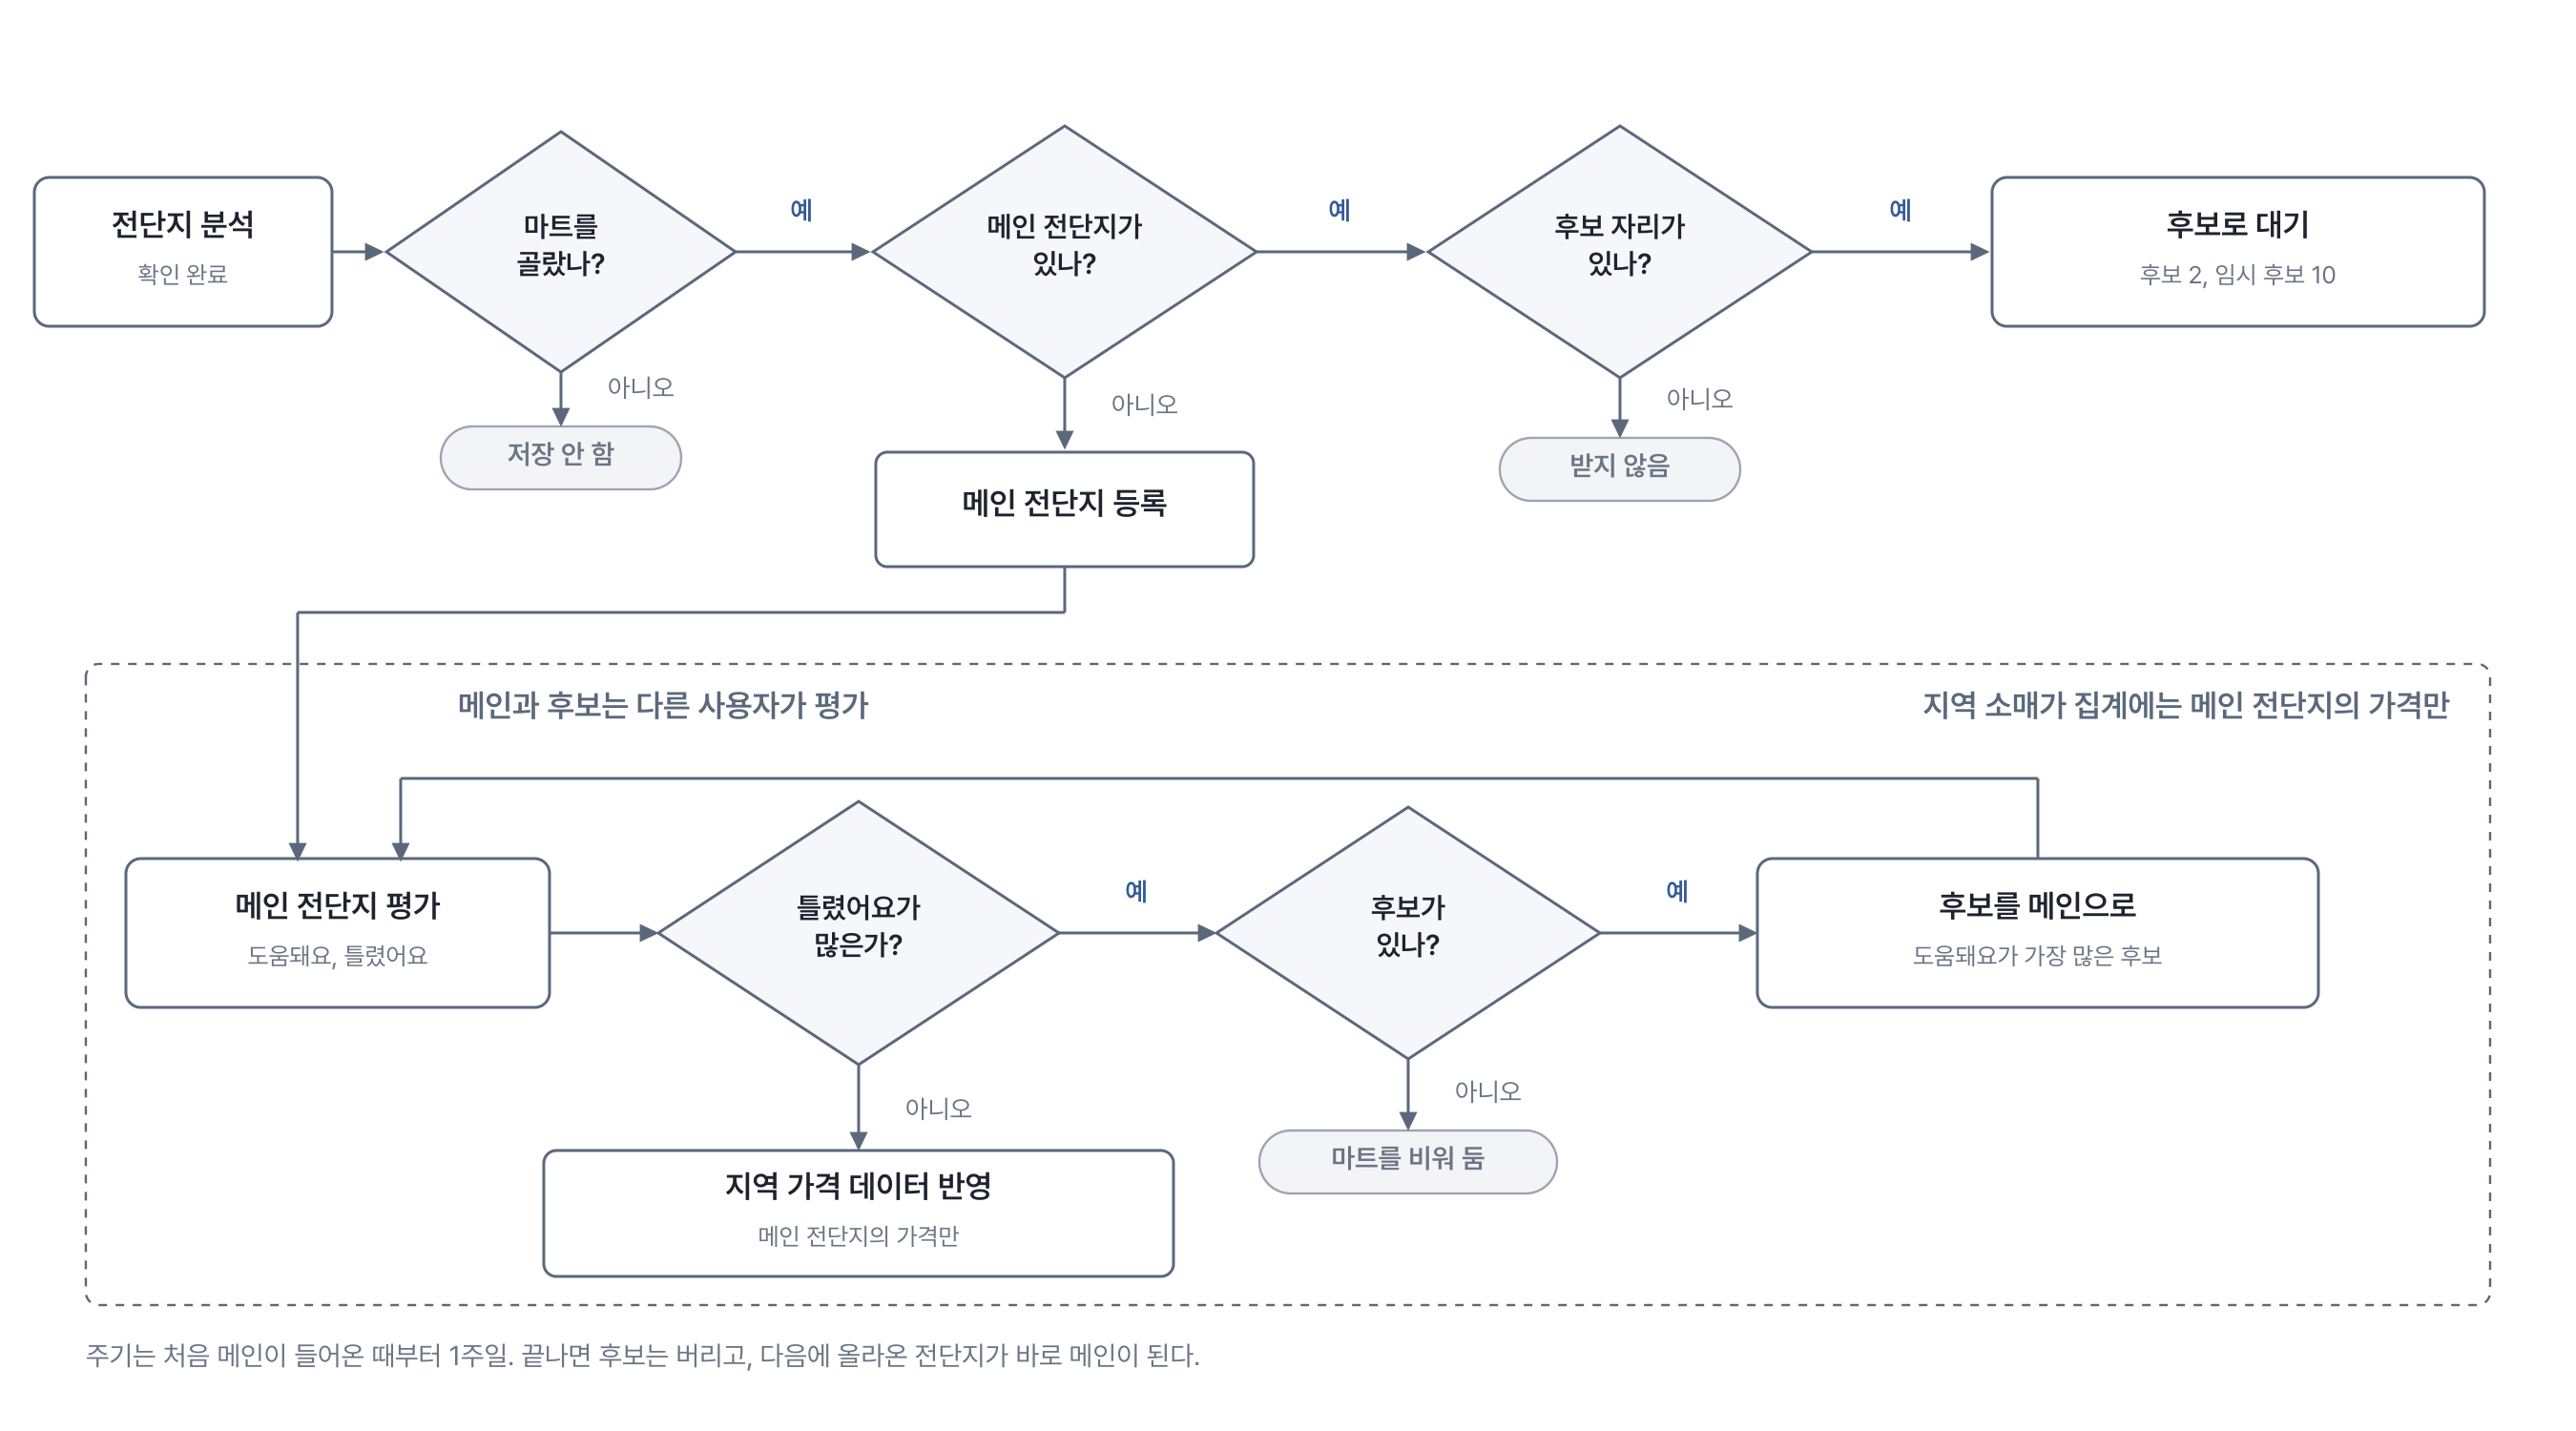 전단지 분석
확인 완료
마트를
골랐나?
예
메인 전단지가
있나?
예
후보 자리가
있나?
예
후보로 대기
후보 2, 임시 후보 10
아니오
저장 안 함
아니오
메인 전단지 등록
아니오
받지 않음
메인과 후보는 다른 사용자가 평가
지역 소매가 집계에는 메인 전단지의 가격만
메인 전단지 평가
도움돼요, 틀렸어요
틀렸어요가
많은가?
예
후보가
있나?
예
후보를 메인으로
도움돼요가 가장 많은 후보
아니오
지역 가격 데이터 반영
메인 전단지의 가격만
아니오
마트를 비워 둠
주기는 처음 메인이 들어온 때부터 1주일. 끝나면 후보는 버리고, 다음에 올라온 전단지가 바로 메인이 된다.